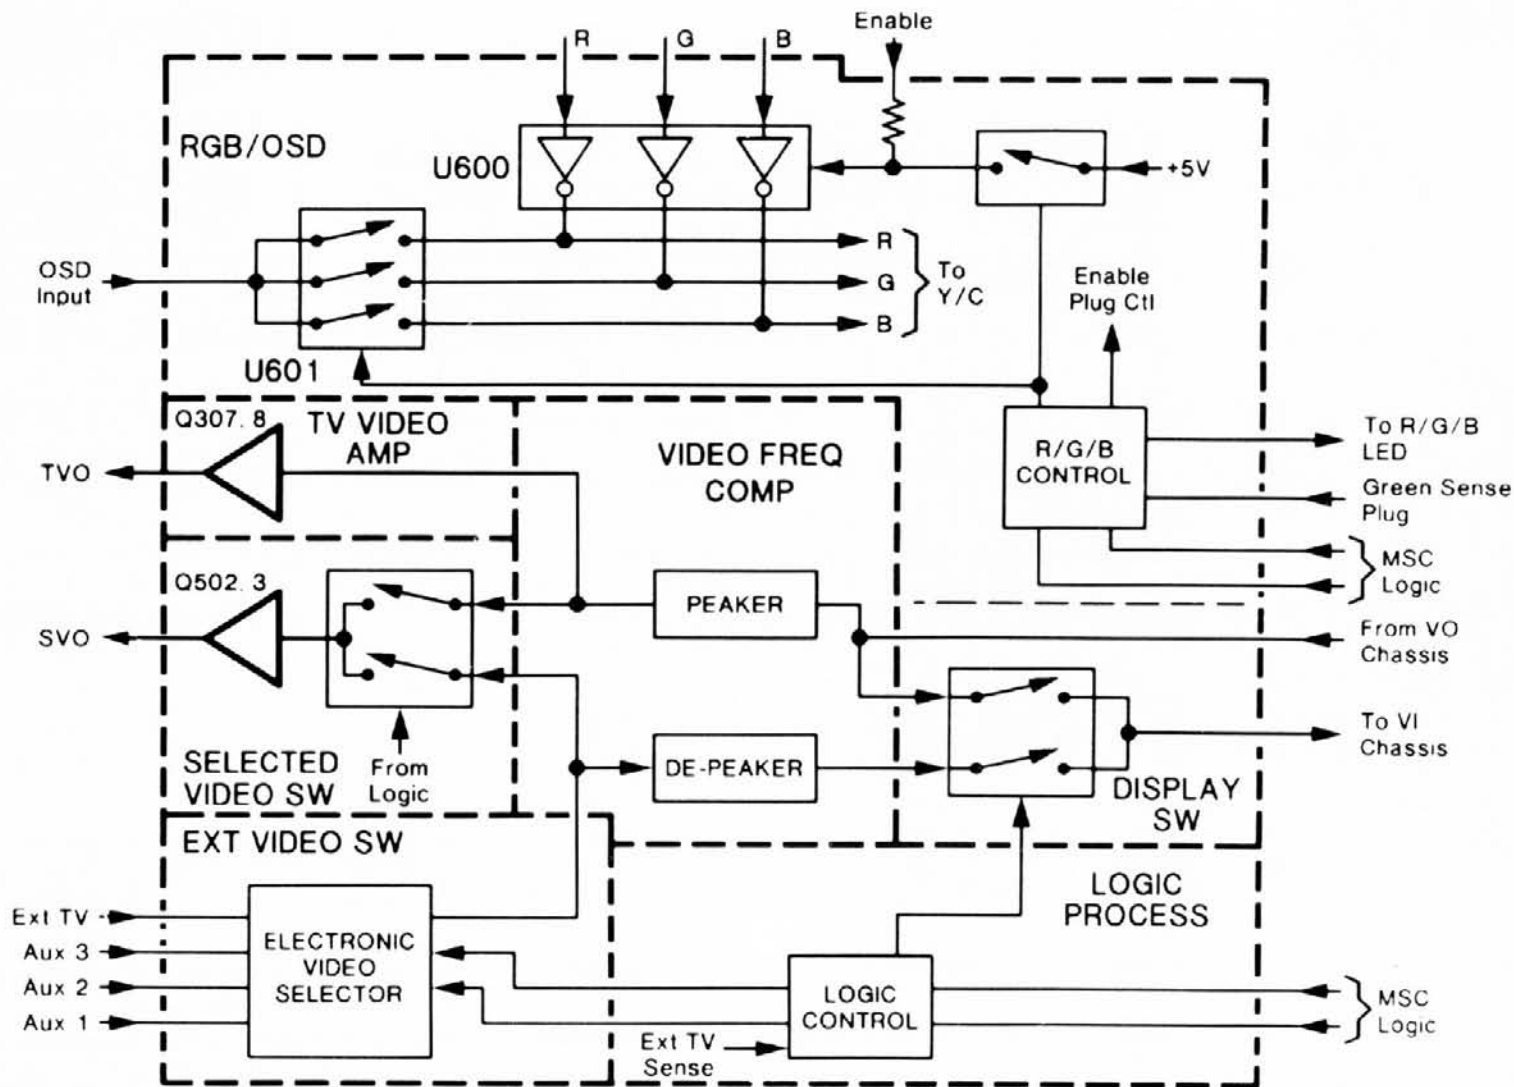 Enable
R
G
B
RGB/OSD
U600
+5V
OSD
Input
R
G
B
To
Y/C
Enable
Plug Ctl
U601
Q307. 8
TV VIDEO
AMP
TVO
VIDEO FREQ
COMP
R/G/B
CONTROL
To R/G/B
LED
Green Sense
Plug
MSC
Logic
Q502. 3
SVO
PEAKER
From VO
Chassis
SELECTED
VIDEO SW
From
Logic
DE-PEAKER
To VI
Chassis
DISPLAY
SW
EXT VIDEO SW
LOGIC
PROCESS
Ext TV
Aux 3
Aux 2
Aux 1
ELECTRONIC
VIDEO
SELECTOR
LOGIC
CONTROL
Ext TV
Sense
MSC
Logic